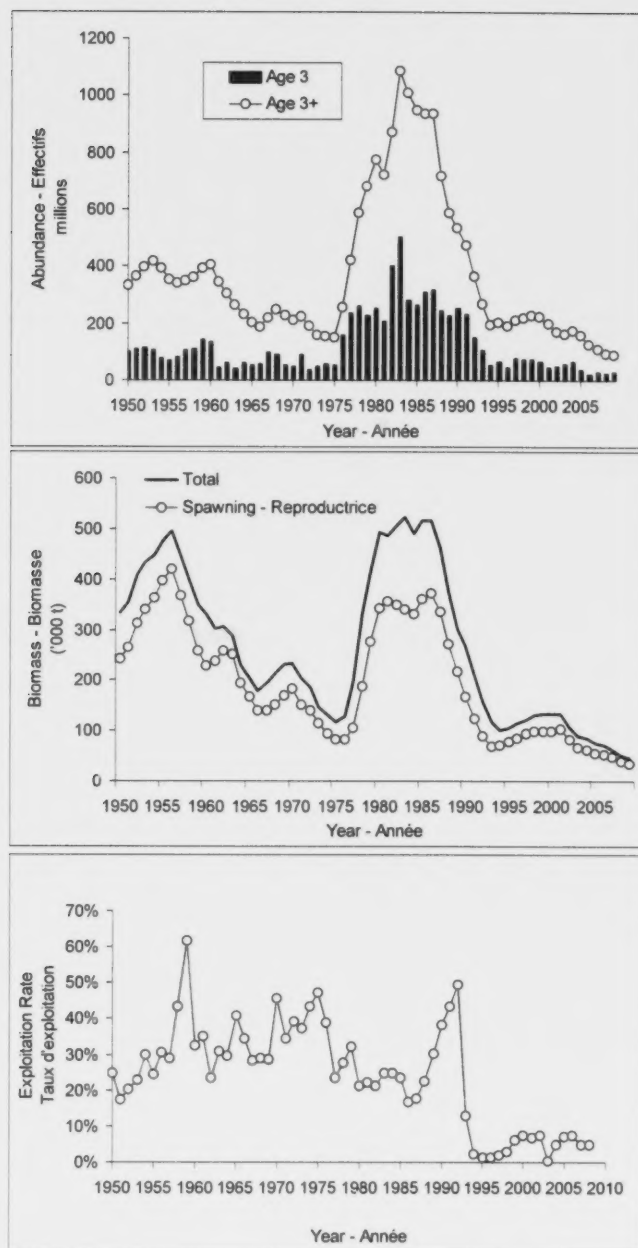 1200
1000
800
600
400
200
0
Abundance - Effectifs
millions
Age 3
Age 3+
1950 1955 1960 1965 1970 1975 1980 1985 1990 1995 2000 2005
Year - Année
600
500
400
300
200
100
0
Biomass - Biomasse
('000 t)
Total
Spawning - Reproductrice
1950 1955 1960 1965 1970 1975 1980 1985 1990 1995 2000 2005
Year - Année
70%
60%
50%
40%
30%
20%
10%
0%
Exploitation Rate
Taux d'exploitation
1950 1955 1960 1965 1970 1975 1980 1985 1990 1995 2000 2005 2010
Year - Année